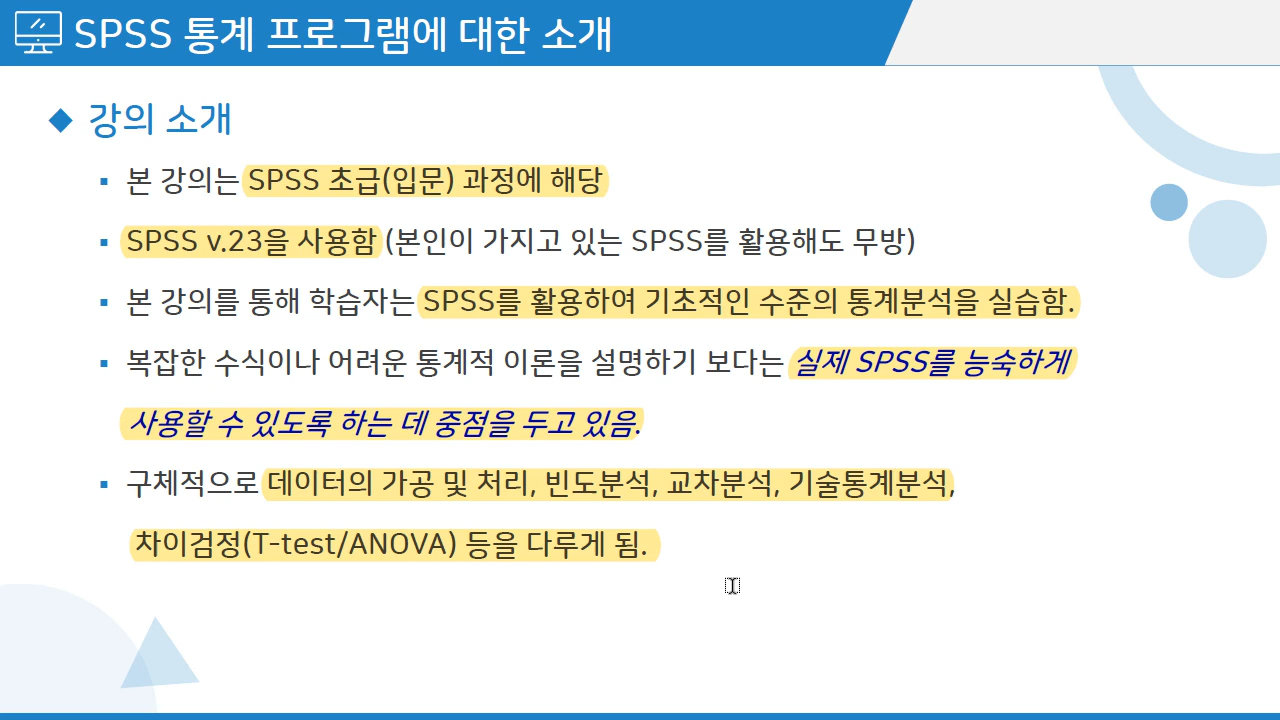 SPSS 통계 프로그램에 대한 소개
◆ 강의 소개
▪ 본 강의는 SPSS 초급(입문) 과정에 해당
▪ SPSS v.23을 사용함 (본인이 가지고 있는 SPSS를 활용해도 무방)
▪ 본 강의를 통해 학습자는 SPSS를 활용하여 기초적인 수준의 통계분석을 실습함.
▪ 복잡한 수식이나 어려운 통계적 이론을 설명하기 보다는 실제 SPSS를 능숙하게
사용할 수 있도록 하는 데 중점을 두고 있음.
▪ 구체적으로 데이터의 가공 및 처리, 빈도분석, 교차분석, 기술통계분석,
차이검정(T-test/ANOVA) 등을 다루게 됨.